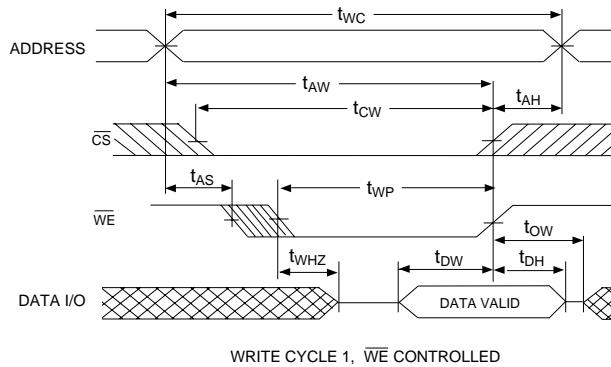 tWC
ADDRESS
tAW
tCW
tAH
CS
tAS
tWP
WE
tOW
tWHZ
tDW
tDH
DATA I/O
DATA VALID
WRITE CYCLE 1, WE CONTROLLED